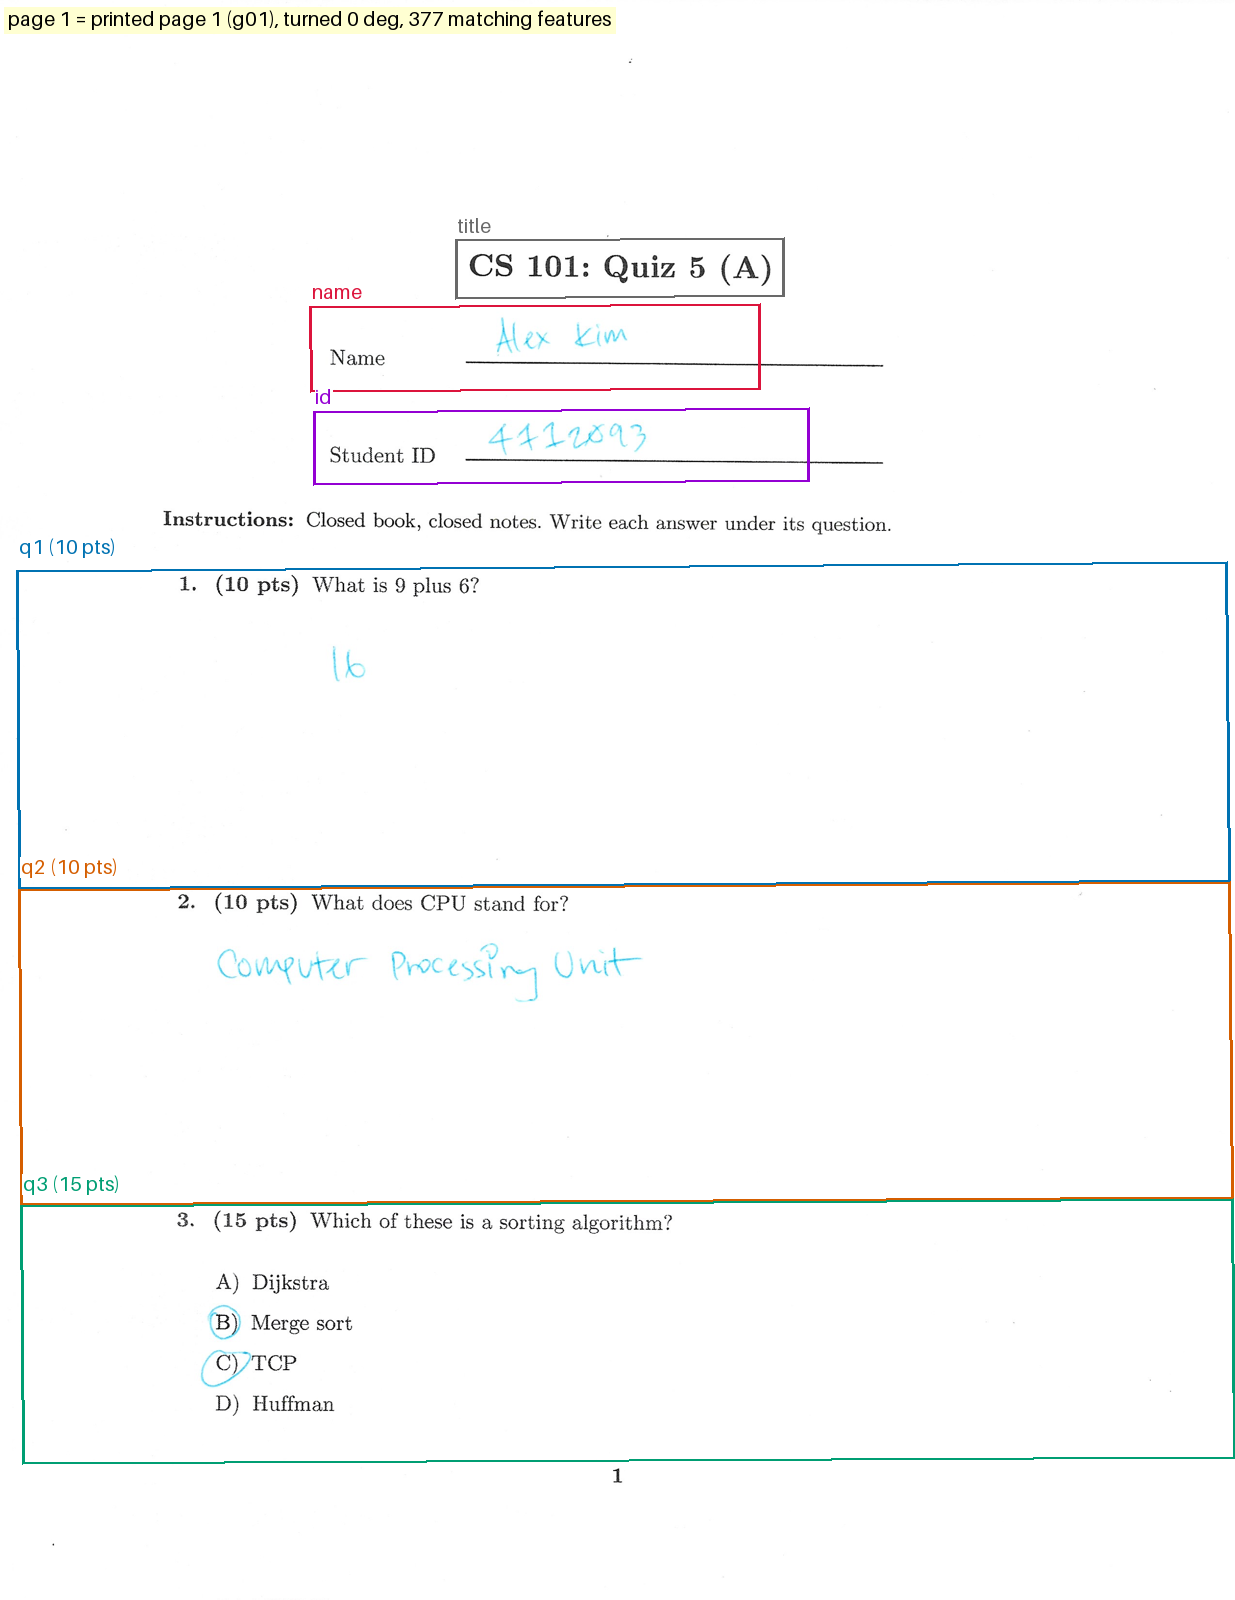 page 1 = printed page 1 (g01), turned 0 deg, 377 matching features
title
CS 101: Quiz 5 (A)
name
Name Alex Kim
id
Student ID 4712093
Instructions: Closed book, closed notes. Write each answer under its question.
q1 (10 pts)
1. (10 pts) What is 9 plus 6?
16
q2 (10 pts)
2. (10 pts) What does CPU stand for?
Computer Processing Unit
q3 (15 pts)
3. (15 pts) Which of these is a sorting algorithm?
A) Dijkstra
B) Merge sort
C) TCP
D) Huffman
1